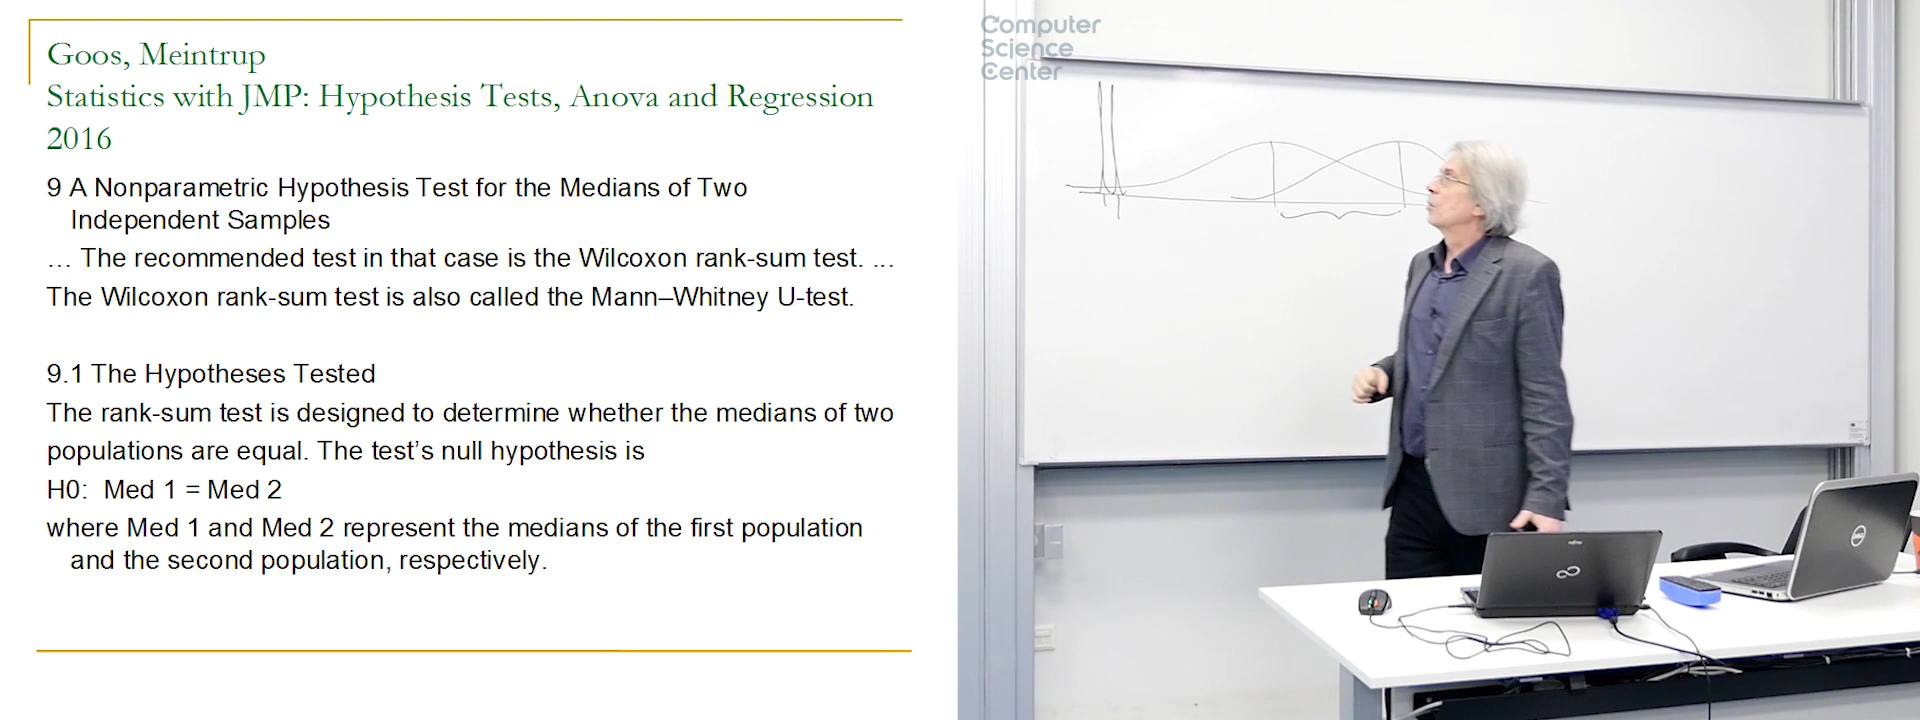 Goos, Meintrup
Statistics with JMP: Hypothesis Tests, Anova and Regression
2016
9 A Nonparametric Hypothesis Test for the Medians of Two
Independent Samples
... The recommended test in that case is the Wilcoxon rank-sum test. ...
The Wilcoxon rank-sum test is also called the Mann–Whitney U-test.
9.1 The Hypotheses Tested
The rank-sum test is designed to determine whether the medians of two
populations are equal. The test’s null hypothesis is
H0:  Med 1 = Med 2
where Med 1 and Med 2 represent the medians of the first population
and the second population, respectively.
Computer
Science
Center
DELL